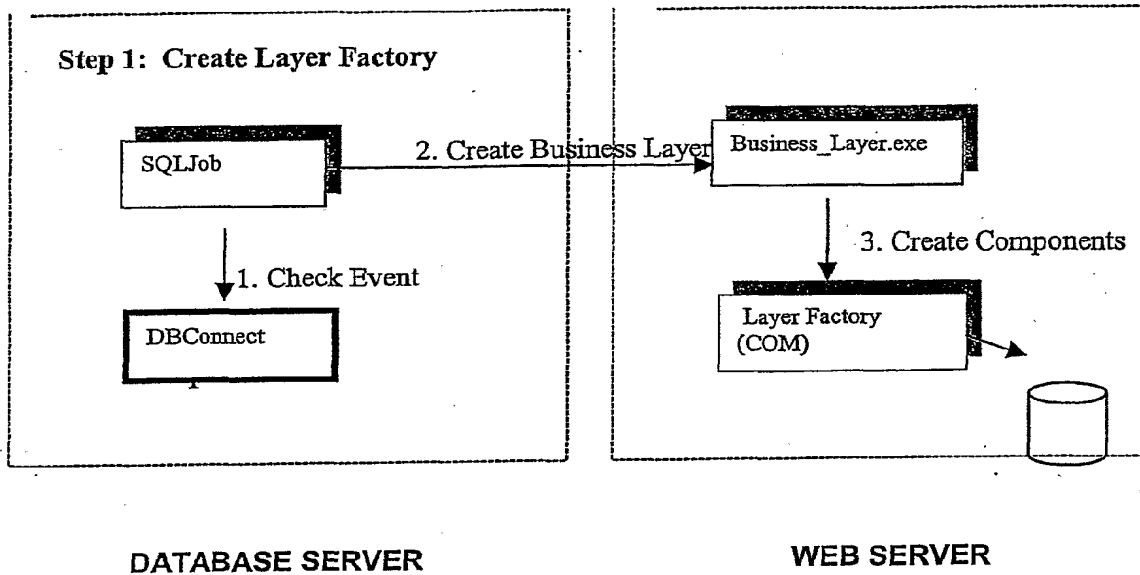 Step 1: Create Layer Factory
SQLJob
2. Create Business Layer
Business_Layer.exe
1. Check Event
3. Create Components
DBConnect
Layer Factory
(COM)
DATABASE SERVER
WEB SERVER